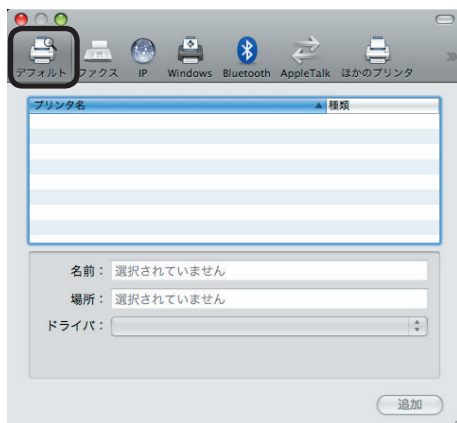 デフォルト ファクス IP Windows Bluetooth AppleTalk ほかのプリンタ
プリンタ名 種類
名前： 選択されていません
場所： 選択されていません
ドライバ：
追加